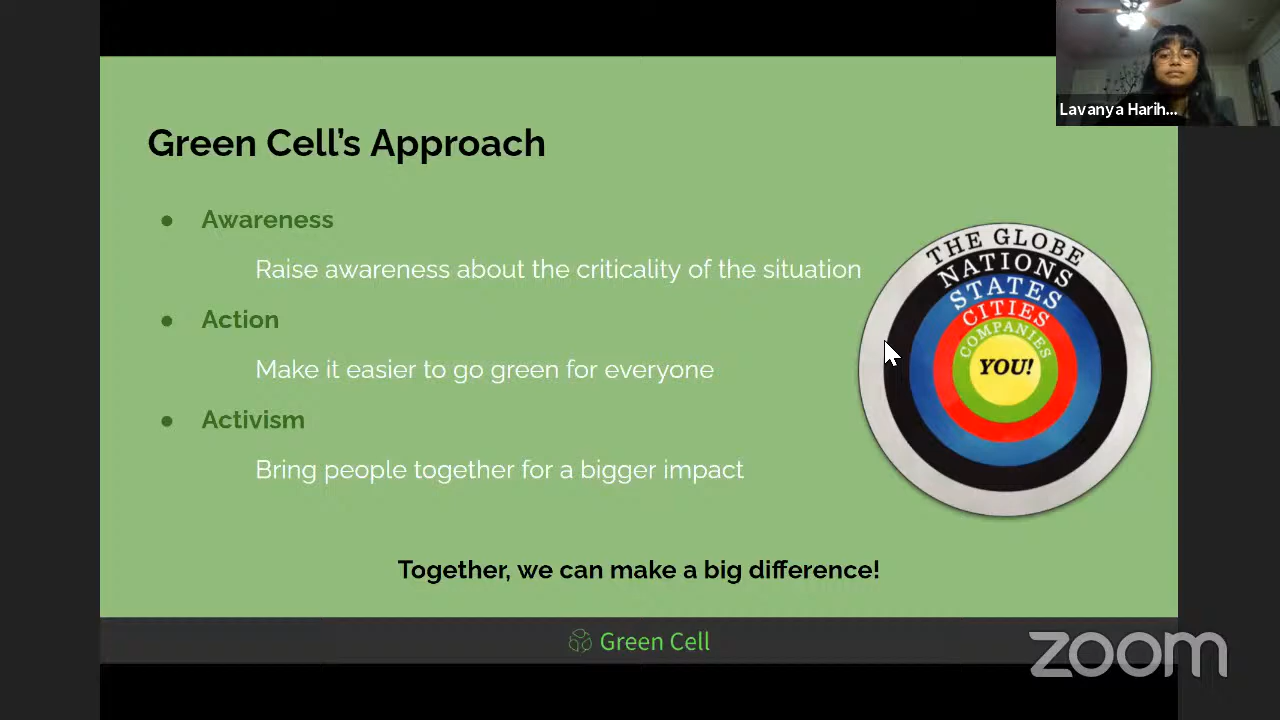 Lavanya Harih...
Green Cell's Approach
● Awareness
Raise awareness about the criticality of the situation
● Action
Make it easier to go green for everyone
● Activism
Bring people together for a bigger impact
THE GLOBE
NATIONS
STATES
CITIES
COMPANIES
YOU!
Together, we can make a big difference!
Green Cell
zoom